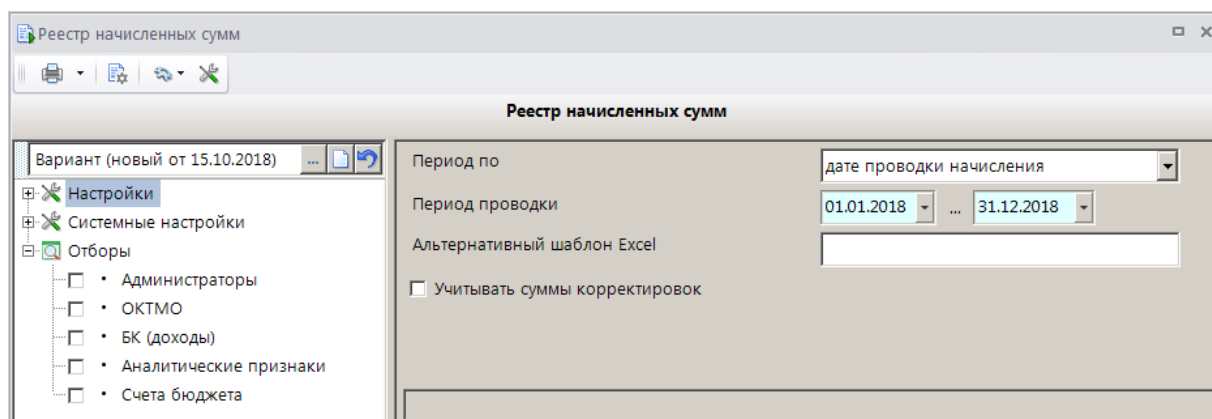 Реестр начисленных сумм
Реестр начисленных сумм
Вариант (новый от 15.10.2018) ...
Настройки
Системные настройки
Отборы
Администраторы
ОКТМО
БК (доходы)
Аналитические признаки
Счета бюджета
Период по дате проводки начисления
Период проводки 01.01.2018 ... 31.12.2018
Альтернативный шаблон Excel
Учитывать суммы корректировок